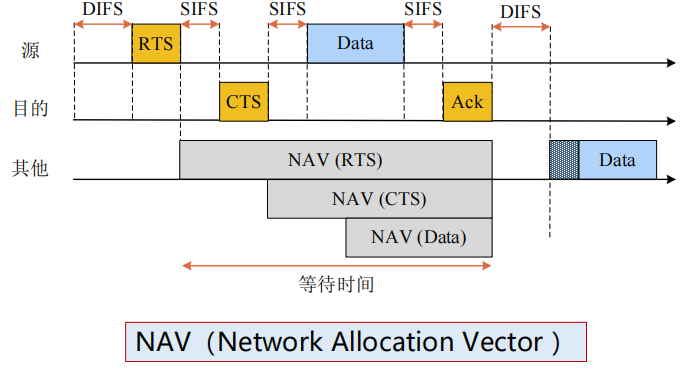 DIFS SIFS SIFS SIFS DIFS
源 RTS Data
目的 CTS Ack
其他 NAV (RTS) Data
NAV (CTS)
NAV (Data)
等待时间
NAV（Network Allocation Vector ）